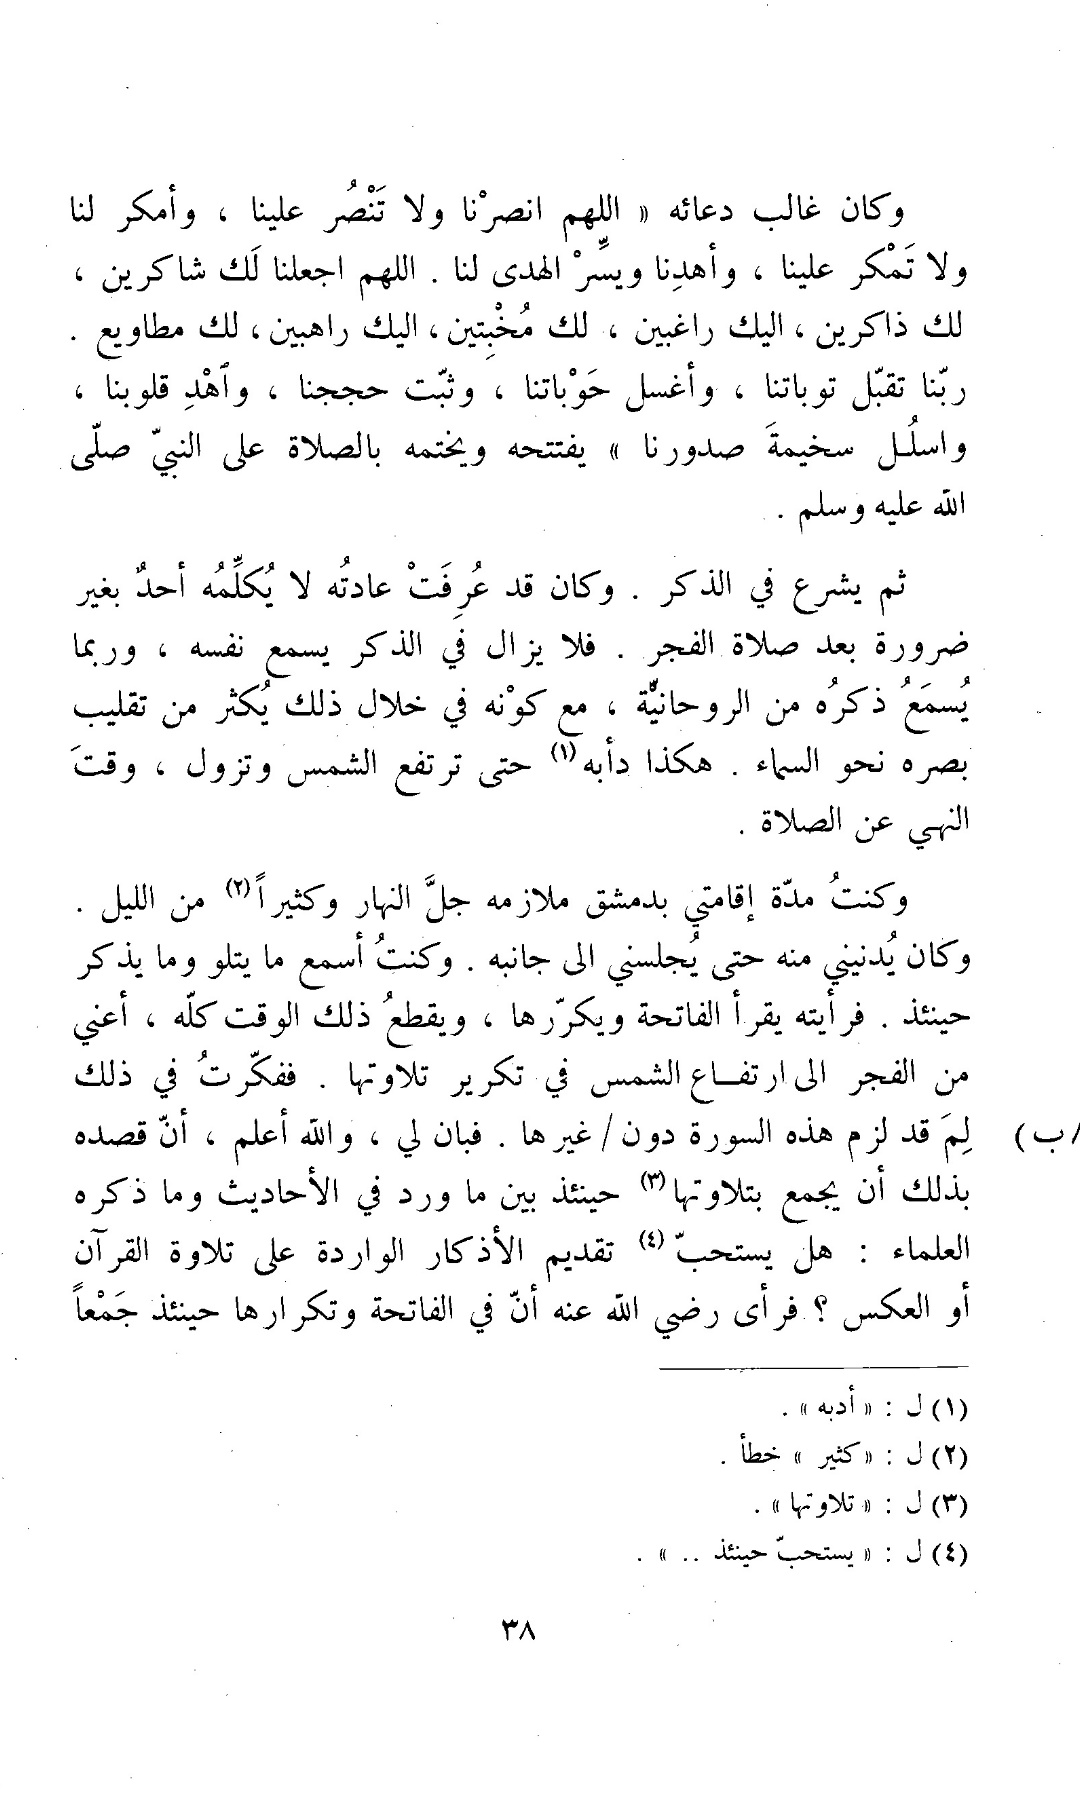 وكان غالب دعائه « اللهم انصرْنا ولا تَنْصُر علينا ، وأمكر لنا
ولا تَمْكر علينا ، وأهدِنا ويسِّرْ الهدى لنا . اللهم اجعلنا لَك شاكرين ،
لك ذاكرين ، اليك راغبين ، لك مُخْبِتين ، اليك راهبين ، لك مطاويع .
ربّنا تقبّل توباتنا ، وأغسل حَوْباتنا ، وثبّت حججنا ، وٱهْدِ قلوبنا ،
واسلُل سخيمةَ صدورنا » يفتتحه ويختمه بالصلاة على النبيّ صلّى
الله عليه وسلم .
ثم يشرع في الذكر . وكان قد عُرِفَتْ عادتُه لا يُكلِّمُه أحدٌ بغير
ضرورة بعد صلاة الفجر . فلا يزال في الذكر يسمع نفسه ، وربما
يُسمَعُ ذكرُه من الروحانيَّة ، مع كوْنه في خلال ذلك يُكثر من تقليب
بصره نحو السماء . هكذا دأبه (١) حتى ترتفع الشمس وتزول ، وقتَ
النهي عن الصلاة .
وكنتُ مدّة إقامتي بدمشق ملازمه جلَّ النهار وكثيراً (٢) من الليل .
وكان يُدنيني منه حتى يُجلسني الى جانبه . وكنتُ أسمع ما يتلو وما يذكر
حينئذ . فرأيته يقرأ الفاتحة ويكرّرها ، ويقطعُ ذلك الوقت كلّه ، أعني
من الفجر الى ارتفاع الشمس في تكرير تلاوتها . ففكّرتُ في ذلك
لِمَ قد لزم هذه السورة دون/غيرها . فبان لي ، والله أعلم ، أنّ قصده /ب)
بذلك أن يجمع بتلاوتها (٣) حينئذ بين ما ورد في الأحاديث وما ذكره
العلماء : هل يستحبّ (٤) تقديم الأذكار الواردة على تلاوة القرآن
أو العكس ؟ فرأى رضي الله عنه أنّ في الفاتحة وتكرارها حينئذ جَمْعاً
(١) ل : « أدبه » .
(٢) ل : « كثير » خطأ .
(٣) ل : « تلاوتها » .
(٤) ل : « يستحبّ حينئذ .. » .
٣٨